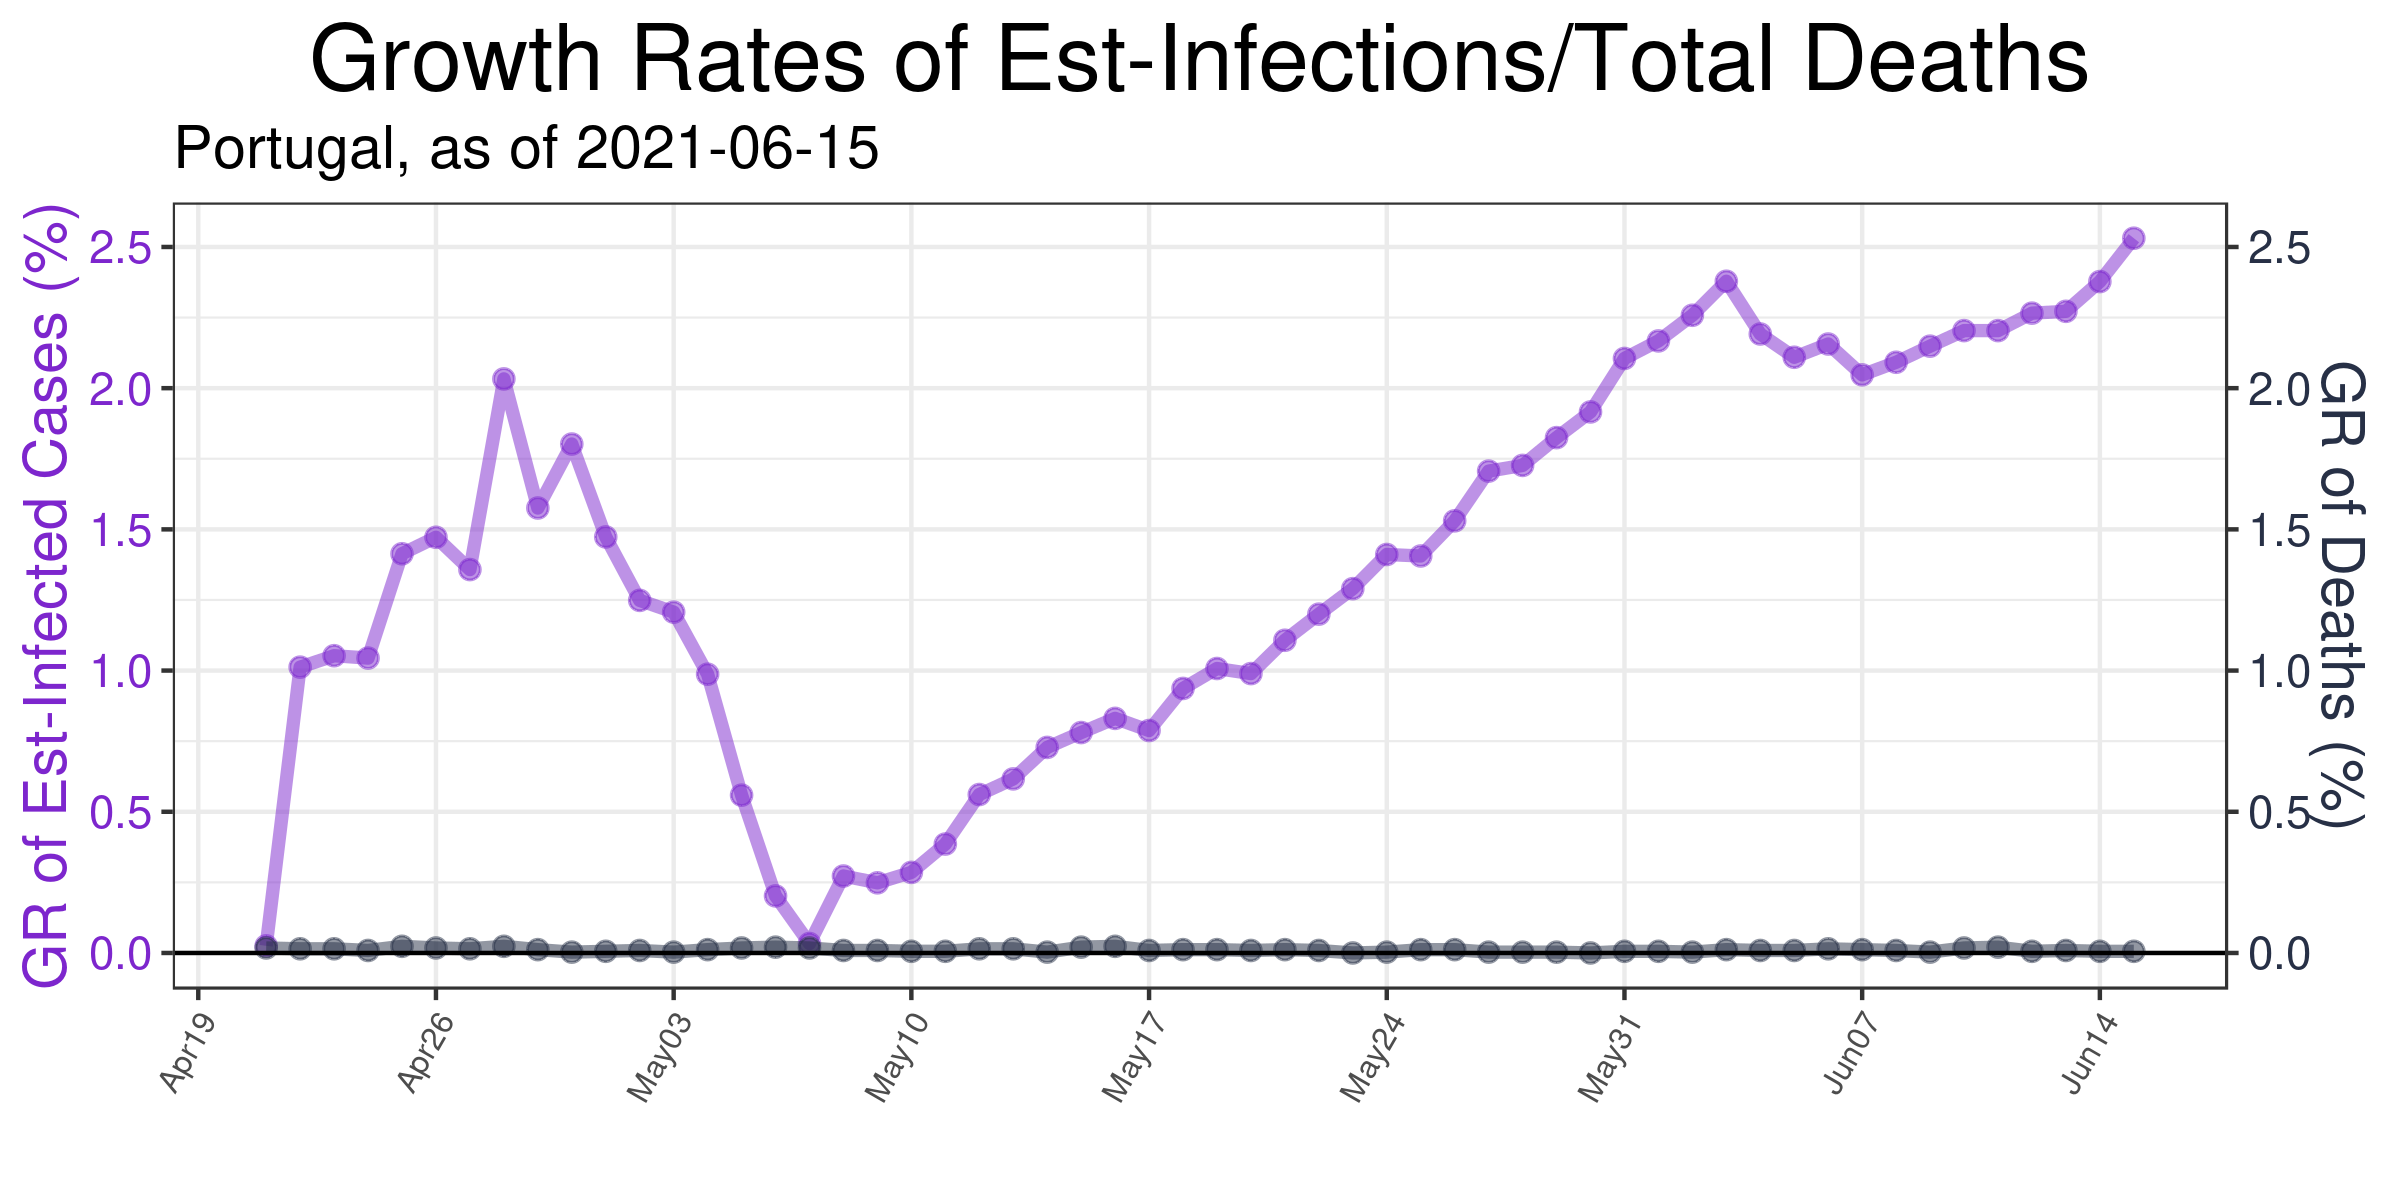 Growth Rates of Est-Infections/Total Deaths
Portugal, as of 2021-06-15
GR of Est-Infected Cases (%)
2.5
2.0
1.5
1.0
0.5
0.0
2.5
2.0
1.5
1.0
0.5
0.0
GR of Deaths (%)
Apr19
Apr26
May03
May10
May17
May24
May31
Jun07
Jun14